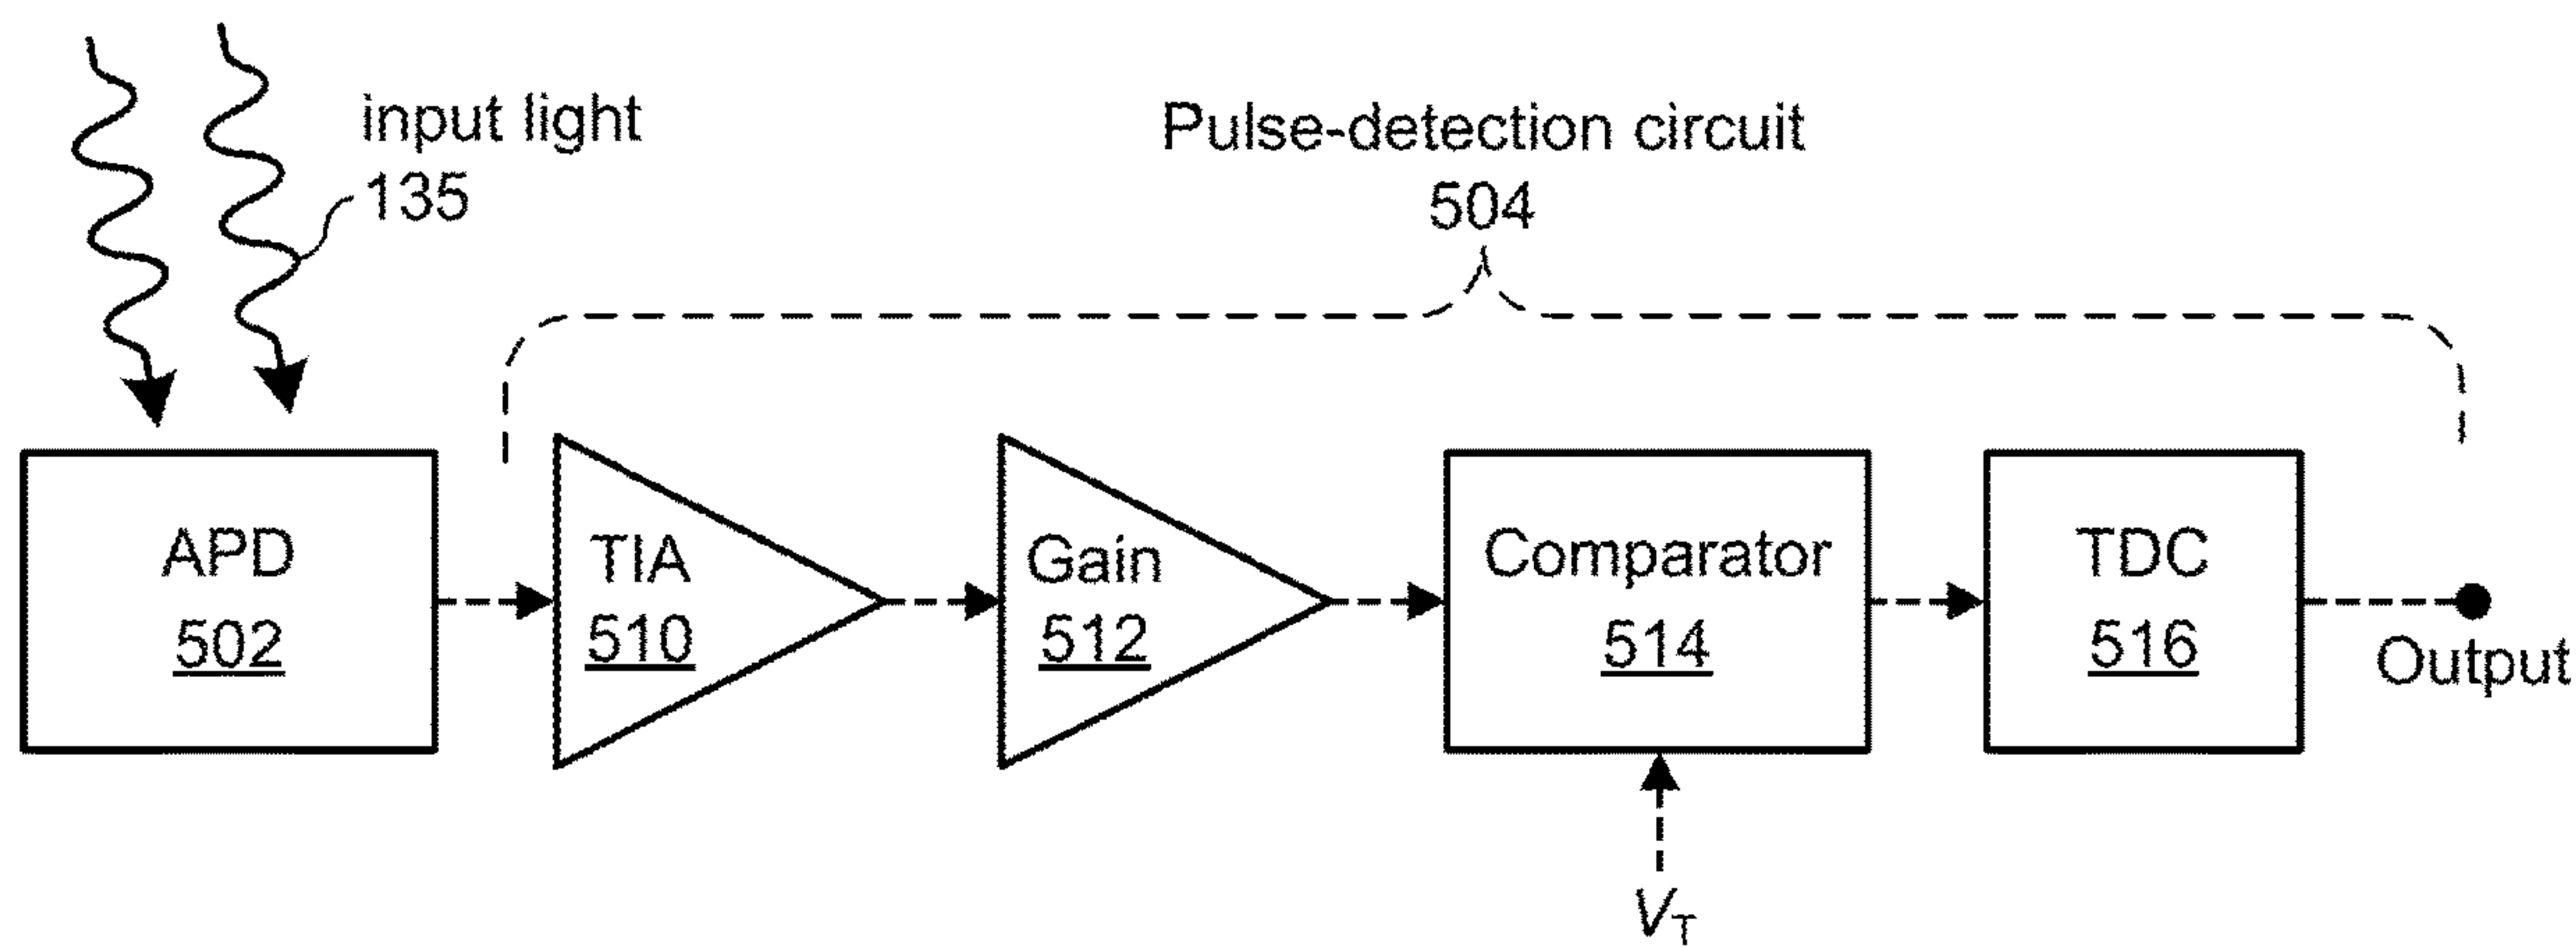 input light
135
Pulse-detection circuit
504
APD
502
TIA
510
Gain
512
Comparator
514
TDC
516
Output
VT